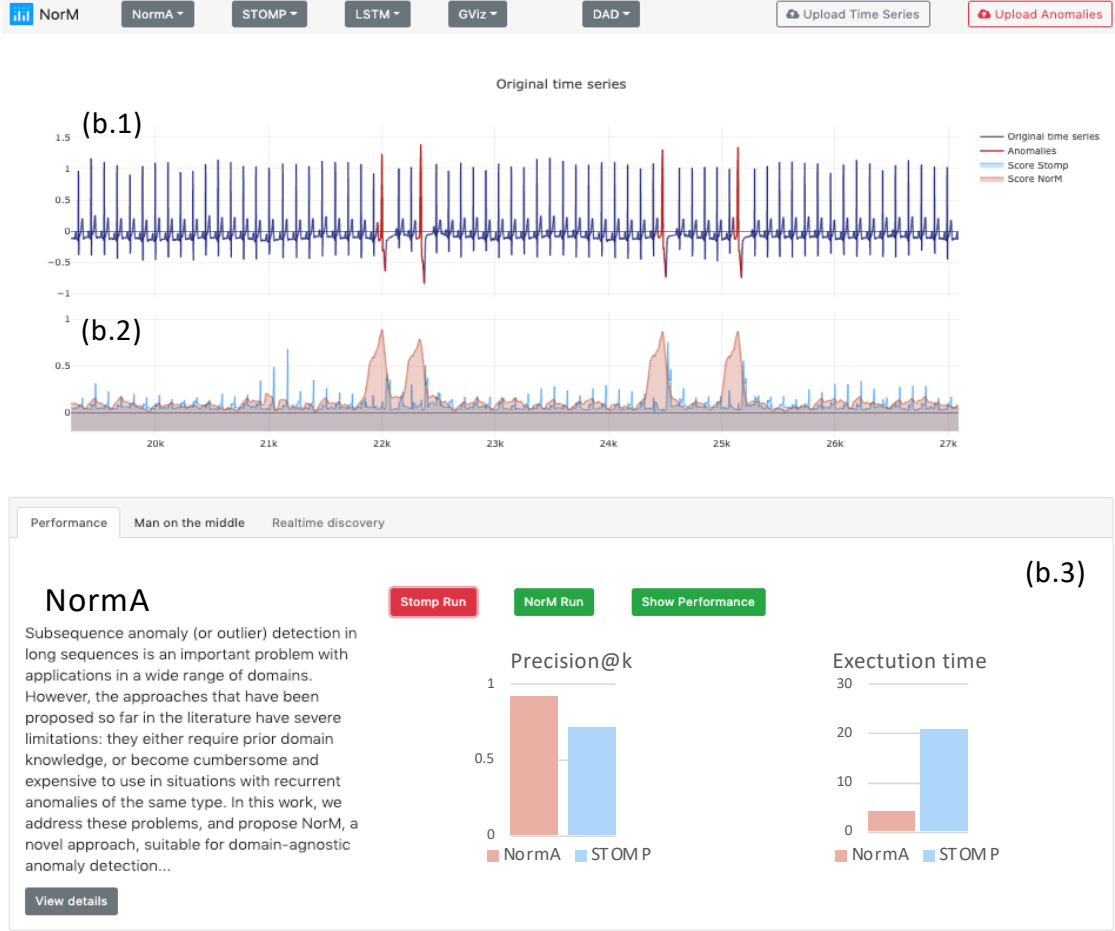 NorM
NormA
STOMP
LSTM
GViz
DAD
Upload Time Series
Upload Anomalies
Original time series
(b.1)
1.5
1
0.5
0
−0.5
−1
Original time series
Anomalies
Score Stomp
Score NorM
(b.2)
1
0.5
0
20k
21k
22k
23k
24k
25k
26k
27k
Performance
Man on the middle
Realtime discovery
(b.3)
NormA
Subsequence anomaly (or outlier) detection in
long sequences is an important problem with
applications in a wide range of domains.
However, the approaches that have been
proposed so far in the literature have severe
limitations: they either require prior domain
knowledge, or become cumbersome and
expensive to use in situations with recurrent
anomalies of the same type. In this work, we
address these problems, and propose NorM, a
novel approach, suitable for domain-agnostic
anomaly detection...
View details
Stomp Run
NorM Run
Show Performance
Precision@k
1
0.5
0
NormA
STOMP
Exectution time
30
20
10
0
NormA
STOMP